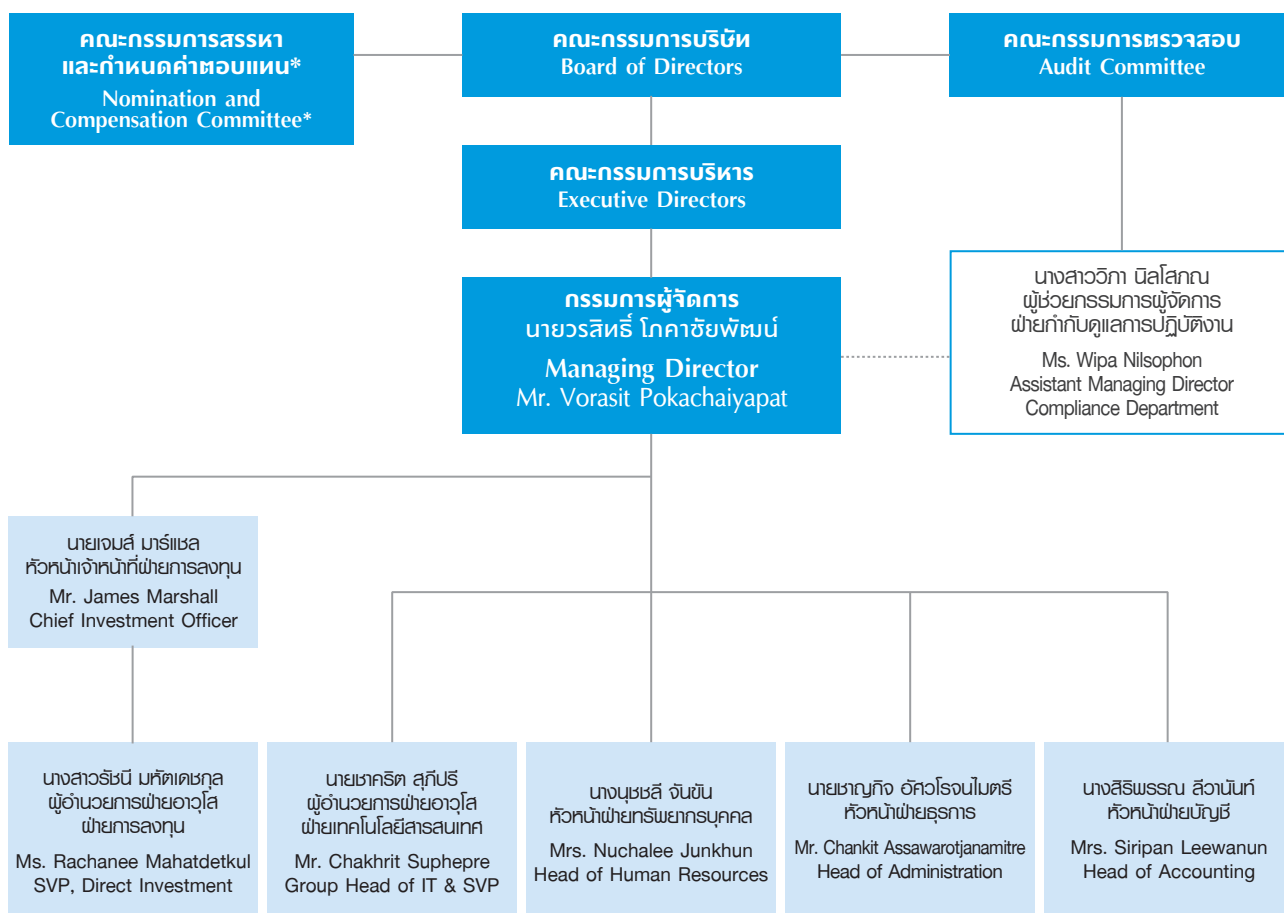 คณะกรรมการสรรหา
และกำหนดค่าตอบแทน*
Nomination and
Compensation Committee*
คณะกรรมการบริษัท
Board of Directors
คณะกรรมการตรวจสอบ
Audit Committee
คณะกรรมการบริหาร
Executive Directors
กรรมการผู้จัดการ
นายวรสิทธิ์ โภคาชัยพัฒน์
Managing Director
Mr. Vorasit Pokachaiyapat
นางสาววิภา นิลโสภณ
ผู้ช่วยกรรมการผู้จัดการ
ฝ่ายกำกับดูแลการปฏิบัติงาน
Ms. Wipa Nilsophon
Assistant Managing Director
Compliance Department
นายเจมส์ มาร์แชล
หัวหน้าเจ้าหน้าที่ฝ่ายการลงทุน
Mr. James Marshall
Chief Investment Officer
นางสาวรัชนี มหัตเดชกุล
ผู้อำนวยการฝ่ายอาวุโส
ฝ่ายการลงทุน
Ms. Rachanee Mahatdetkul
SVP, Direct Investment
นายชาคริต สุภีปรี
ผู้อำนวยการฝ่ายอาวุโส
ฝ่ายเทคโนโลยีสารสนเทศ
Mr. Chakhrit Suphepre
Group Head of IT & SVP
นางนุชชลี จันขัน
หัวหน้าฝ่ายทรัพยากรบุคคล
Mrs. Nuchalee Junkhun
Head of Human Resources
นายชาญกิจ อัศวโรจนไมตรี
หัวหน้าฝ่ายธุรการ
Mr. Chankit Assawarotjanamitre
Head of Administration
นางสิริพรรณ ลีวานันท์
หัวหน้าฝ่ายบัญชี
Mrs. Siripan Leewanun
Head of Accounting